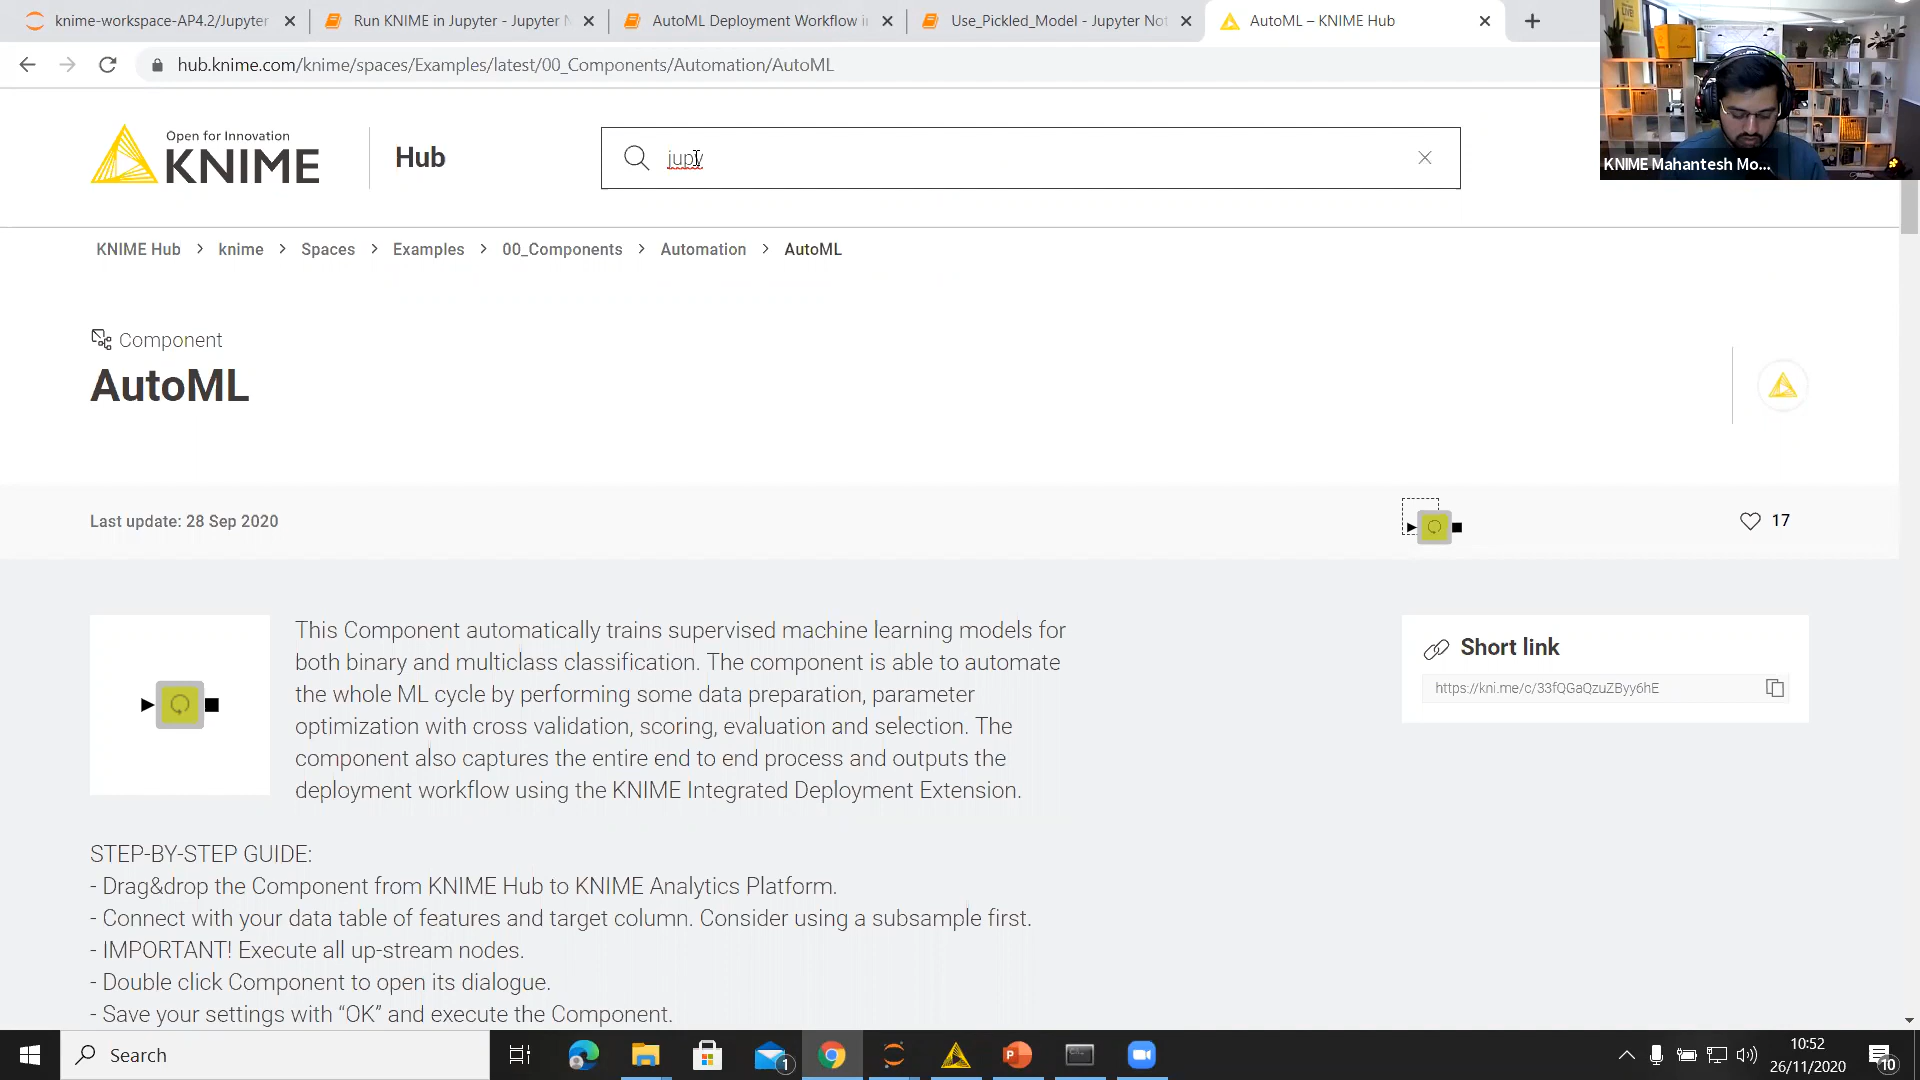 knime-workspace-AP4.2/Jupyter
Run KNIME in Jupyter - Jupyter N
AutoML Deployment Workflow in
Use_Pickled_Model - Jupyter Not
AutoML – KNIME Hub
hub.knime.com/knime/spaces/Examples/latest/00_Components/Automation/AutoML
Open for Innovation
KNIME
Hub
jupy
KNIME Mahantesh Mo...
KNIME Hub > knime > Spaces > Examples > 00_Components > Automation > AutoML
Component
AutoML
Last update: 28 Sep 2020
17
This Component automatically trains supervised machine learning models for
both binary and multiclass classification. The component is able to automate
the whole ML cycle by performing some data preparation, parameter
optimization with cross validation, scoring, evaluation and selection. The
component also captures the entire end to end process and outputs the
deployment workflow using the KNIME Integrated Deployment Extension.
Short link
https://kni.me/c/33fQGaQzuZByy6hE
STEP-BY-STEP GUIDE:
- Drag&drop the Component from KNIME Hub to KNIME Analytics Platform.
- Connect with your data table of features and target column. Consider using a subsample first.
- IMPORTANT! Execute all up-stream nodes.
- Double click Component to open its dialogue.
- Save your settings with “OK” and execute the Component.
Search
1
10:52
26/11/2020
10